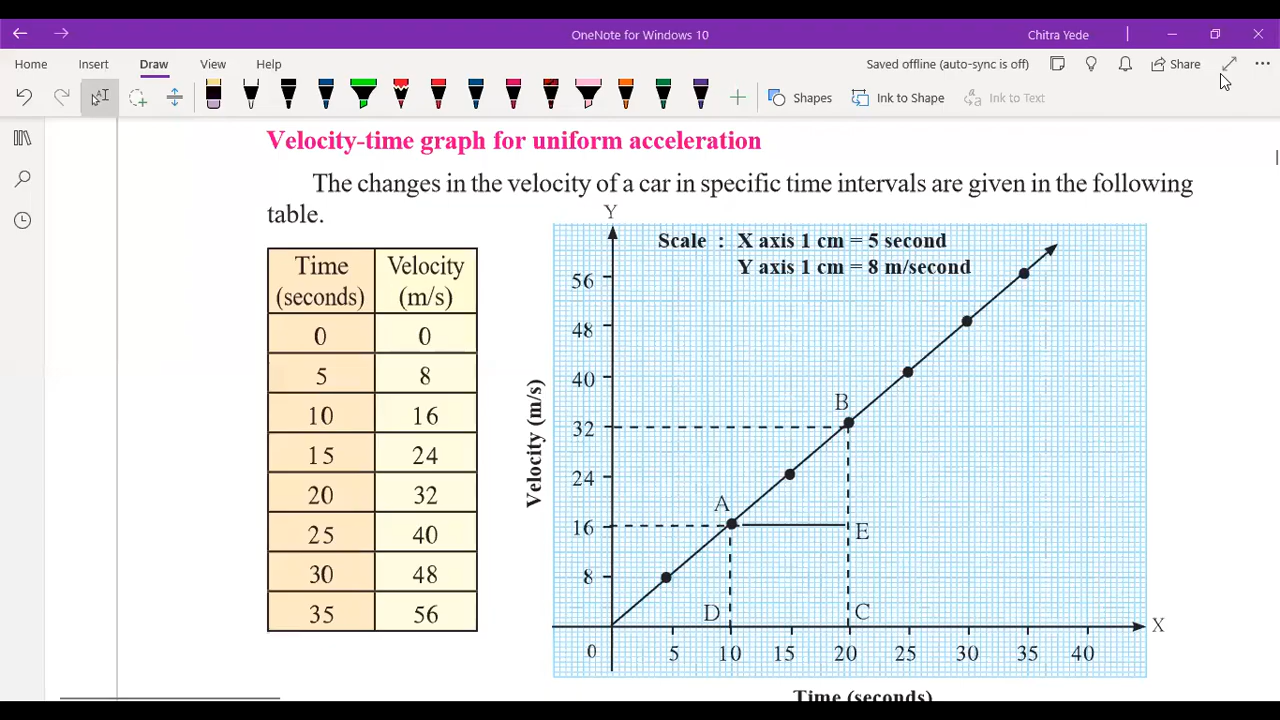 OneNote for Windows 10
Chitra Yede
Home Insert Draw View Help
Saved offline (auto-sync is off)
Share
Shapes
Ink to Shape
Ink to Text
Velocity-time graph for uniform acceleration
The changes in the velocity of a car in specific time intervals are given in the following
table.
Time (seconds) Velocity (m/s)
0 0
5 8
10 16
15 24
20 32
25 40
30 48
35 56
Y
Scale : X axis 1 cm = 5 second
Y axis 1 cm = 8 m/second
56
48
40
32
24
16
8
Velocity (m/s)
B
A
E
D
C
X
0 5 10 15 20 25 30 35 40
Time (seconds)